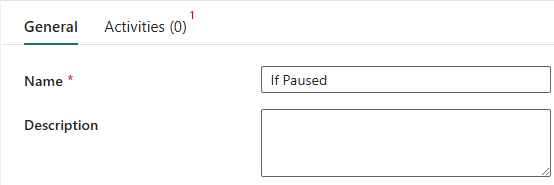 General Activities (0) 1
Name *
If Paused
Description